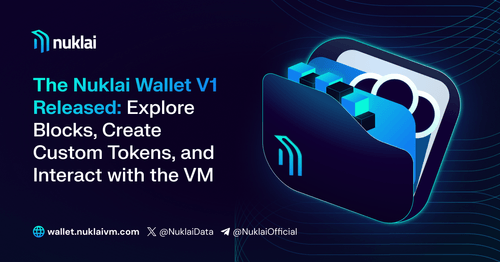 nuklai
The Nuklai Wallet V1
Released: Explore
Blocks, Create
Custom Tokens, and
Interact with the VM
wallet.nuklaivm.com @NuklaiData @NuklaiOfficial